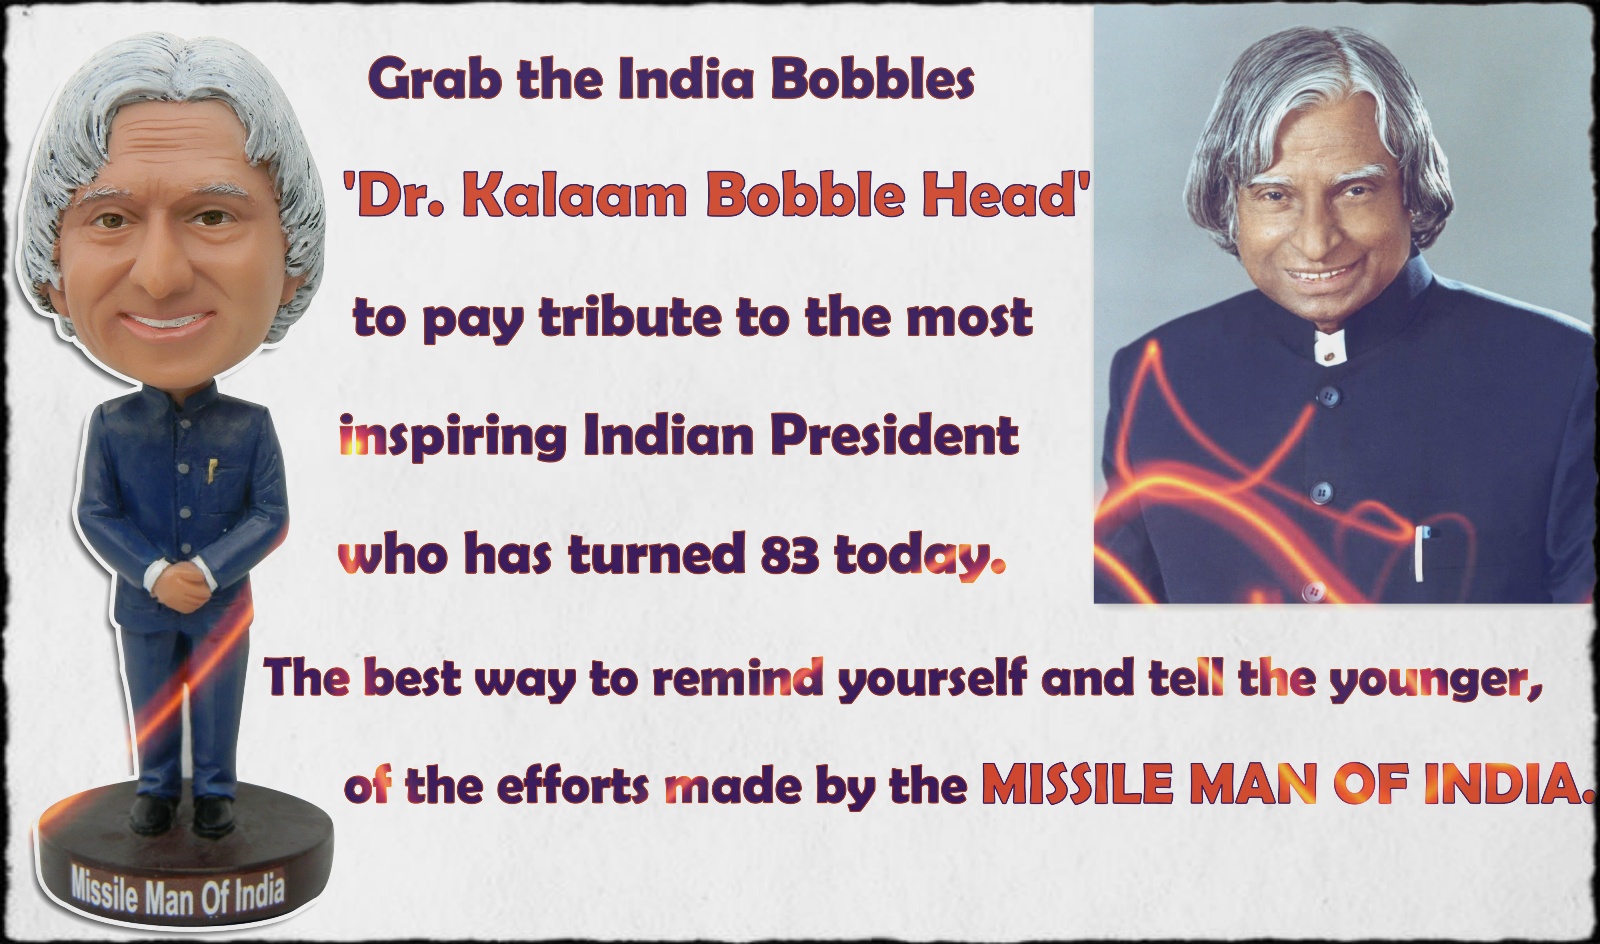 Grab the India Bobbles
'Dr. Kalaam Bobble Head'
to pay tribute to the most
inspiring Indian President
who has turned 83 today.
The best way to remind yourself and tell the younger,
of the efforts made by the MISSILE MAN OF INDIA.
Missile Man Of India